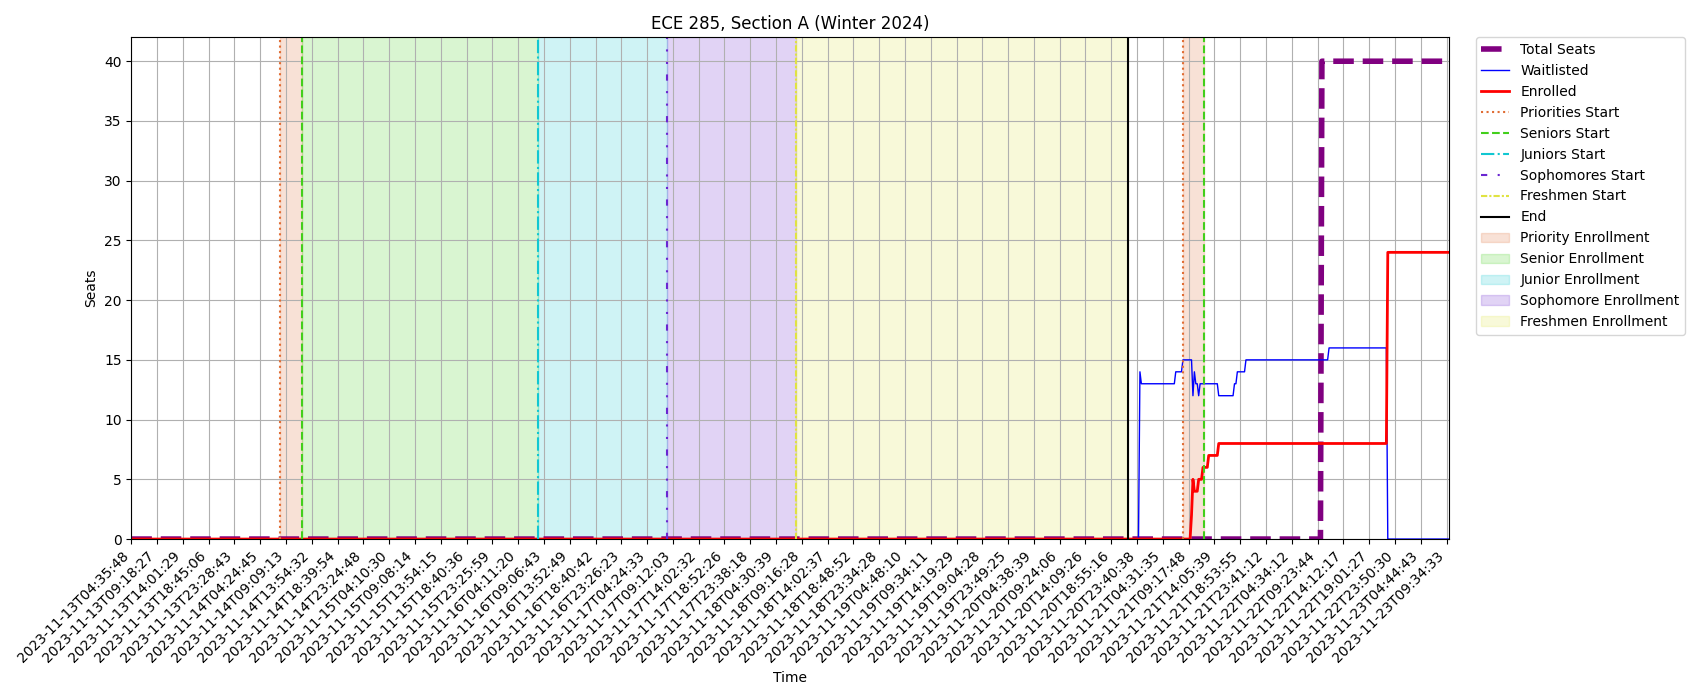 ECE 285, Section A (Winter 2024)
Seats
40
35
30
25
20
15
10
5
0
2023-11-13T04:35:48
2023-11-13T09:18:27
2023-11-13T14:01:29
2023-11-13T18:45:06
2023-11-13T23:28:43
2023-11-14T04:24:45
2023-11-14T09:09:13
2023-11-14T13:54:32
2023-11-14T18:39:54
2023-11-14T23:24:48
2023-11-15T04:10:30
2023-11-15T09:08:14
2023-11-15T13:54:15
2023-11-15T18:40:36
2023-11-15T23:25:59
2023-11-16T04:11:20
2023-11-16T09:06:43
2023-11-16T13:52:49
2023-11-16T18:40:42
2023-11-16T23:26:23
2023-11-17T04:24:33
2023-11-17T09:12:03
2023-11-17T14:02:32
2023-11-17T18:52:26
2023-11-17T23:38:18
2023-11-18T04:30:39
2023-11-18T09:16:28
2023-11-18T14:02:37
2023-11-18T18:48:52
2023-11-18T23:34:28
2023-11-19T04:48:10
2023-11-19T09:34:11
2023-11-19T14:19:29
2023-11-19T19:04:28
2023-11-19T23:49:25
2023-11-20T04:38:39
2023-11-20T09:24:06
2023-11-20T14:09:26
2023-11-20T18:55:16
2023-11-20T23:40:38
2023-11-21T04:31:35
2023-11-21T09:17:48
2023-11-21T14:05:39
2023-11-21T18:53:55
2023-11-21T23:41:12
2023-11-22T04:34:12
2023-11-22T09:23:44
2023-11-22T14:12:17
2023-11-22T19:01:27
2023-11-22T23:50:30
2023-11-23T04:44:43
2023-11-23T09:34:33
Time
Total Seats
Waitlisted
Enrolled
Priorities Start
Seniors Start
Juniors Start
Sophomores Start
Freshmen Start
End
Priority Enrollment
Senior Enrollment
Junior Enrollment
Sophomore Enrollment
Freshmen Enrollment